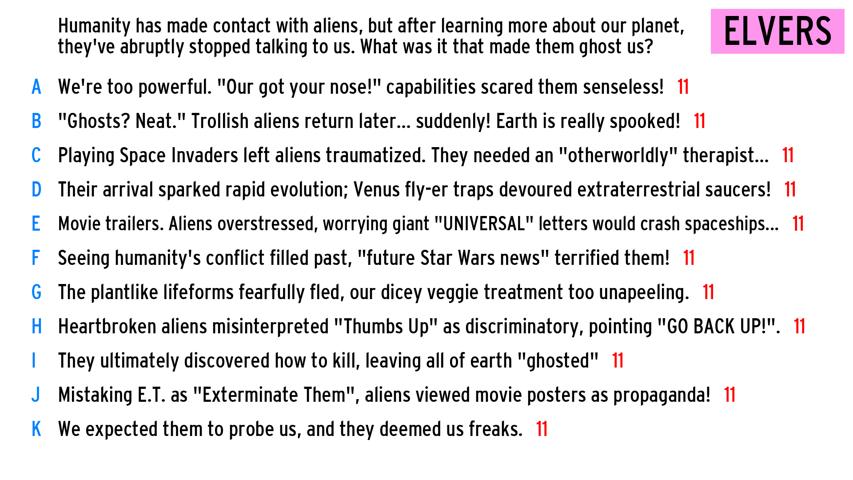 Humanity has made contact with aliens, but after learning more about our planet,
they've abruptly stopped talking to us. What was it that made them ghost us?
ELVERS
A We're too powerful. "Our got your nose!" capabilities scared them senseless! 11
B "Ghosts? Neat." Trollish aliens return later... suddenly! Earth is really spooked! 11
C Playing Space Invaders left aliens traumatized. They needed an "otherworldly" therapist... 11
D Their arrival sparked rapid evolution; Venus fly-er traps devoured extraterrestrial saucers! 11
E Movie trailers. Aliens overstressed, worrying giant "UNIVERSAL" letters would crash spaceships... 11
F Seeing humanity's conflict filled past, "future Star Wars news" terrified them! 11
G The plantlike lifeforms fearfully fled, our dicey veggie treatment too unapeeling. 11
H Heartbroken aliens misinterpreted "Thumbs Up" as discriminatory, pointing "GO BACK UP!". 11
I They ultimately discovered how to kill, leaving all of earth "ghosted" 11
J Mistaking E.T. as "Exterminate Them", aliens viewed movie posters as propaganda! 11
K We expected them to probe us, and they deemed us freaks. 11